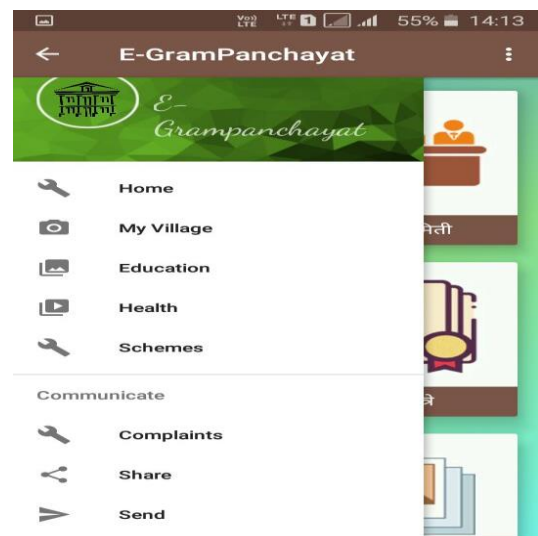 Vo)) LTE LTE 1 55% 14:13
E-GramPanchayat
E-
Grampanchayat
Home
My Village
Education
Health
Schemes
Communicate
Complaints
Share
Send